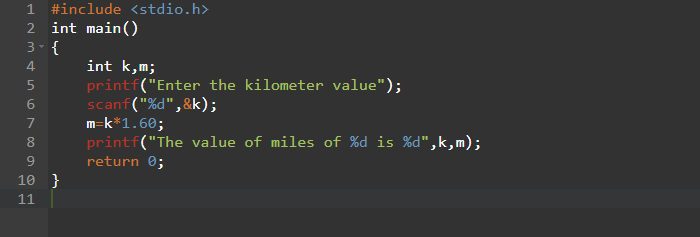 1 #include <stdio.h>
2 int main()
3 {
4 int k,m;
5 printf("Enter the kilometer value");
6 scanf("%d",&k);
7 m=k*1.60;
8 printf("The value of miles of %d is %d",k,m);
9 return 0;
10 }
11